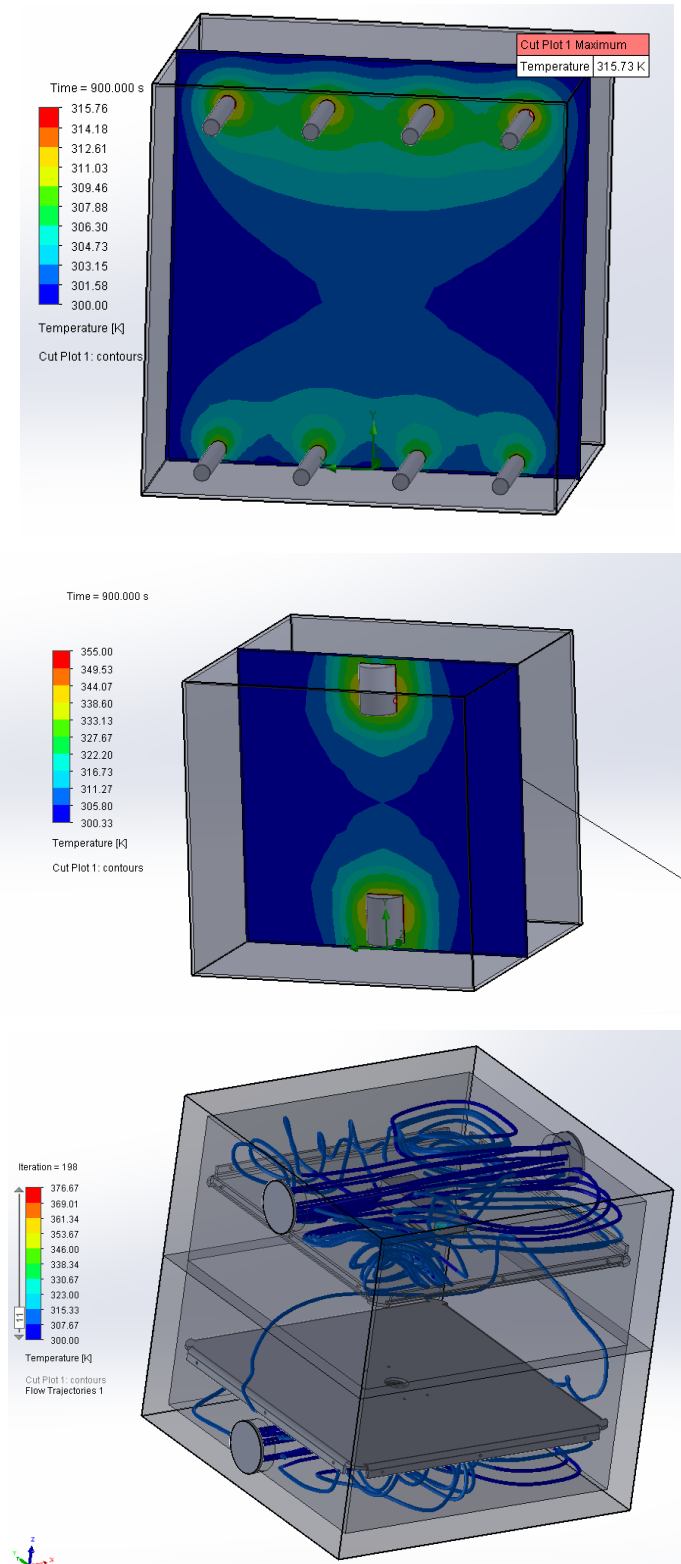 Cut Plot 1 Maximum
Temperature 315.73 K
Time = 900.000 s
315.76
314.18
312.61
311.03
309.46
307.88
306.30
304.73
303.15
301.58
300.00
Temperature [K]
Cut Plot 1: contours
Y
Time = 900.000 s
355.00
349.53
344.07
338.60
333.13
327.67
322.20
316.73
311.27
305.80
300.33
Temperature [K]
Cut Plot 1: contours
Iteration = 198
376.67
369.01
361.34
353.67
346.00
338.34
330.67
323.00
315.33
307.67
300.00
11
Temperature [K]
Cut Plot 1: contours
Flow Trajectories 1
Z
Y
X